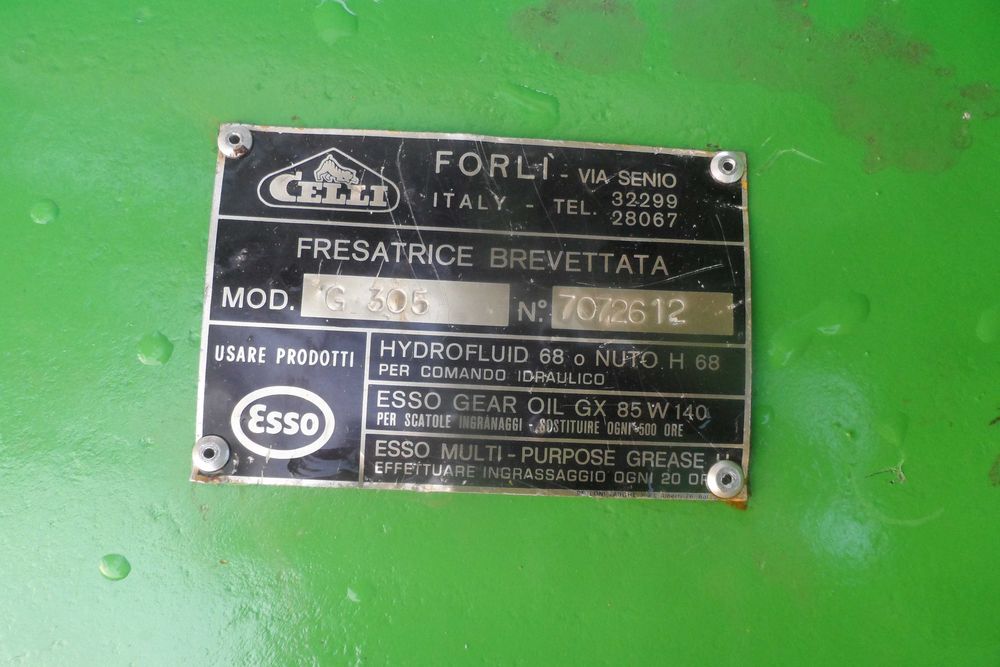 CELLI
FORLÌ - VIA SENIO
ITALY - TEL. 32299
28067
FRESATRICE BREVETTATA
MOD. G 305 N° 7072612
USARE PRODOTTI
Esso
HYDROFLUID 68 o NUTO H 68
PER COMANDO IDRAULICO
ESSO GEAR OIL GX 85 W 140
PER SCATOLE INGRANAGGI - SOSTITUIRE OGNI 500 ORE
ESSO MULTI-PURPOSE GREASE H
EFFETTUARE INGRASSAGGIO OGNI 20